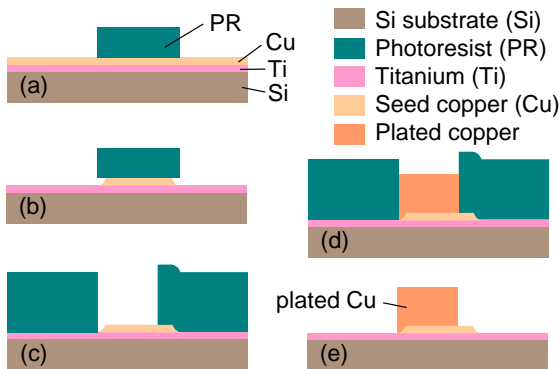 PR
Cu
Ti
Si
(a)
(b)
(c)
Si substrate (Si)
Photoresist (PR)
Titanium (Ti)
Seed copper (Cu)
Plated copper
(d)
plated Cu
(e)